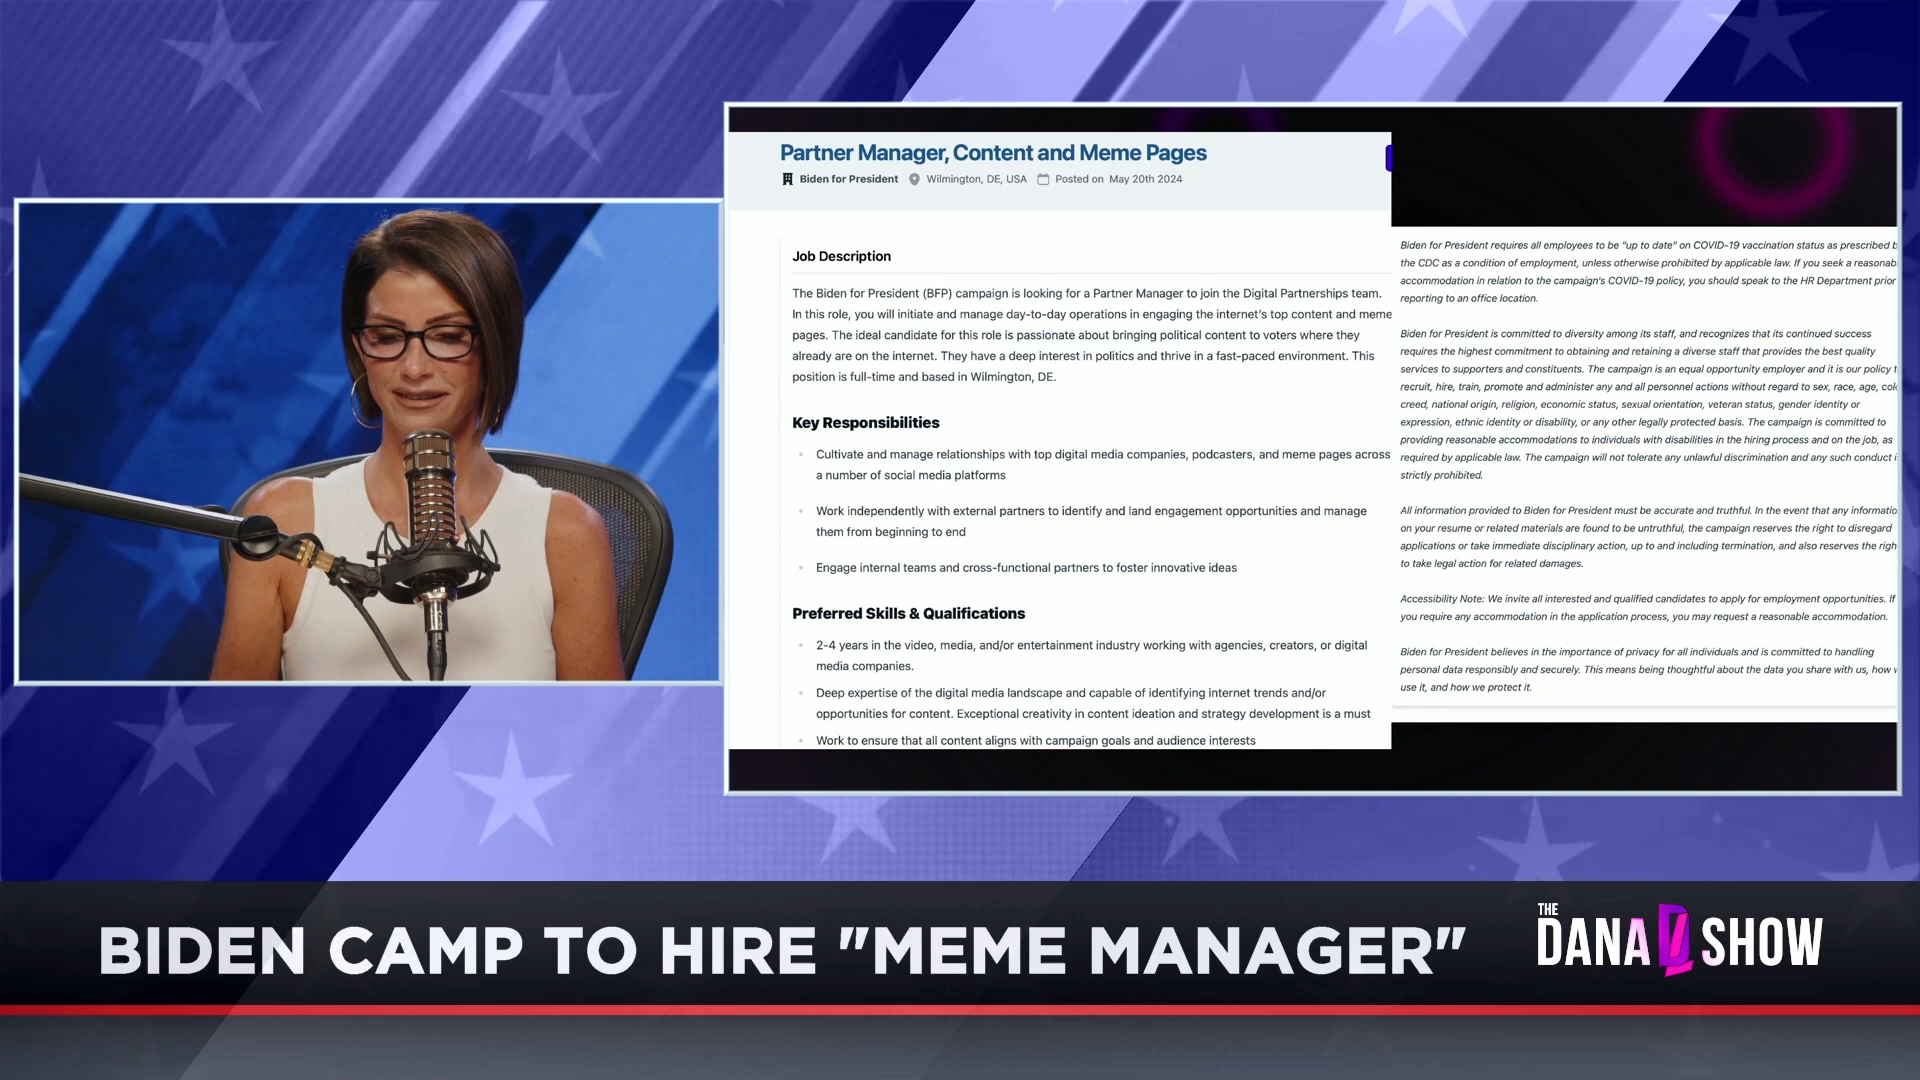 Partner Manager, Content and Meme Pages
Biden for President Wilmington, DE, USA Posted on May 20th 2024
Job Description
The Biden for President (BFP) campaign is looking for a Partner Manager to join the Digital Partnerships team.
In this role, you will initiate and manage day-to-day operations in engaging the internet's top content and meme
pages. The ideal candidate for this role is passionate about bringing political content to voters where they
already are on the internet. They have a deep interest in politics and thrive in a fast-paced environment. This
position is full-time and based in Wilmington, DE.
Key Responsibilities
Cultivate and manage relationships with top digital media companies, podcasters, and meme pages across
a number of social media platforms
Work independently with external partners to identify and land engagement opportunities and manage
them from beginning to end
Engage internal teams and cross-functional partners to foster innovative ideas
Preferred Skills & Qualifications
2-4 years in the video, media, and/or entertainment industry working with agencies, creators, or digital
media companies.
Deep expertise of the digital media landscape and capable of identifying internet trends and/or
opportunities for content. Exceptional creativity in content ideation and strategy development is a must
Work to ensure that all content aligns with campaign goals and audience interests
Biden for President requires all employees to be "up to date" on COVID-19 vaccination status as prescribed
the CDC as a condition of employment, unless otherwise prohibited by applicable law. If you seek a
accommodation in relation to the campaign's COVID-19 policy, you should speak to the HR Department prior
reporting to an office location.
Biden for President is committed to diversity among its staff, and recognizes that its continued success
requires the highest commitment to obtaining and retaining a diverse staff that provides the best quality
services to supporters and constituents. The campaign is an equal opportunity employer and it is our policy
recruit, hire, train, promote and administer any and all personnel actions without regard to sex, race, age,
creed, national origin, religion, economic status, sexual orientation, veteran status, gender identity or
expression, ethnic identity or disability, or any other legally protected basis. The campaign is committed to
providing reasonable accommodations to individuals with disabilities in the hiring process and on the job, as
required by applicable law. The campaign will not tolerate any unlawful discrimination and any such conduct
strictly prohibited.
All information provided to Biden for President must be accurate and truthful. In the event that any
on your resume or related materials are found to be untruthful, the campaign reserves the right to disregard
applications or take immediate disciplinary action, up to and including termination, and also reserves the
to take legal action for related damages.
Accessibility Note: We invite all interested and qualified candidates to apply for employment opportunities. If
you require any accommodation in the application process, you may request a reasonable accommodation.
Biden for President believes in the importance of privacy for all individuals and is committed to handling
personal data responsibly and securely. This means being thoughtful about the data you share with us, how
use it, and how we protect it.
BIDEN CAMP TO HIRE "MEME MANAGER"
THE
DANA SHOW